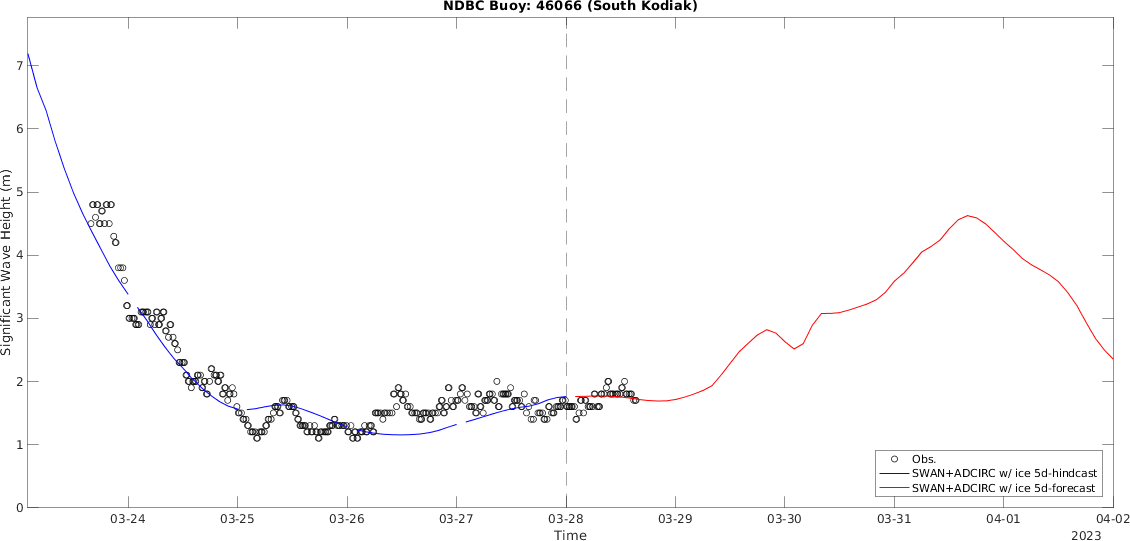 NDBC Buoy: 46066 (South Kodiak)
Significant Wave Height (m)
7
6
5
4
3
2
1
0
03-24 03-25 03-26 03-27 03-28 03-29 03-30 03-31 04-01 04-02
Time
2023
Obs.
SWAN+ADCIRC w/ ice 5d-hindcast
SWAN+ADCIRC w/ ice 5d-forecast